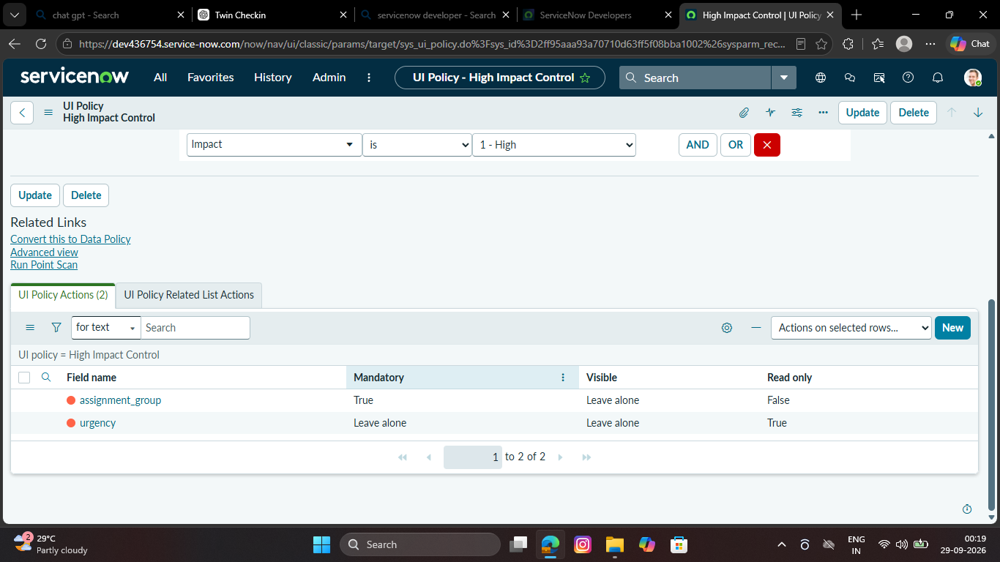 chat gpt - Search
Twin Checkin
servicenow developer - Search
ServiceNow Developers
High Impact Control | UI Policy
https://dev436754.service-now.com/now/nav/ui/classic/params/target/sys_ui_policy.do%3Fsys_id%3D2ff95aaa93a70710d63ff5f08bba1002%26sysparm_rec...
Chat
servicenow
All
Favorites
History
Admin
UI Policy - High Impact Control
Search
UI Policy
High Impact Control
Update
Delete
Impact
is
1 - High
AND
OR
Update
Delete
Related Links
Convert this to Data Policy
Advanced view
Run Point Scan
UI Policy Actions (2)
UI Policy Related List Actions
for text
Search
Actions on selected rows...
New
UI policy = High Impact Control
Field name Mandatory Visible Read only
assignment_group True Leave alone False
urgency Leave alone Leave alone True
1 to 2 of 2
2
29°C
Partly cloudy
Search
ENG
IN
00:19
29-09-2026